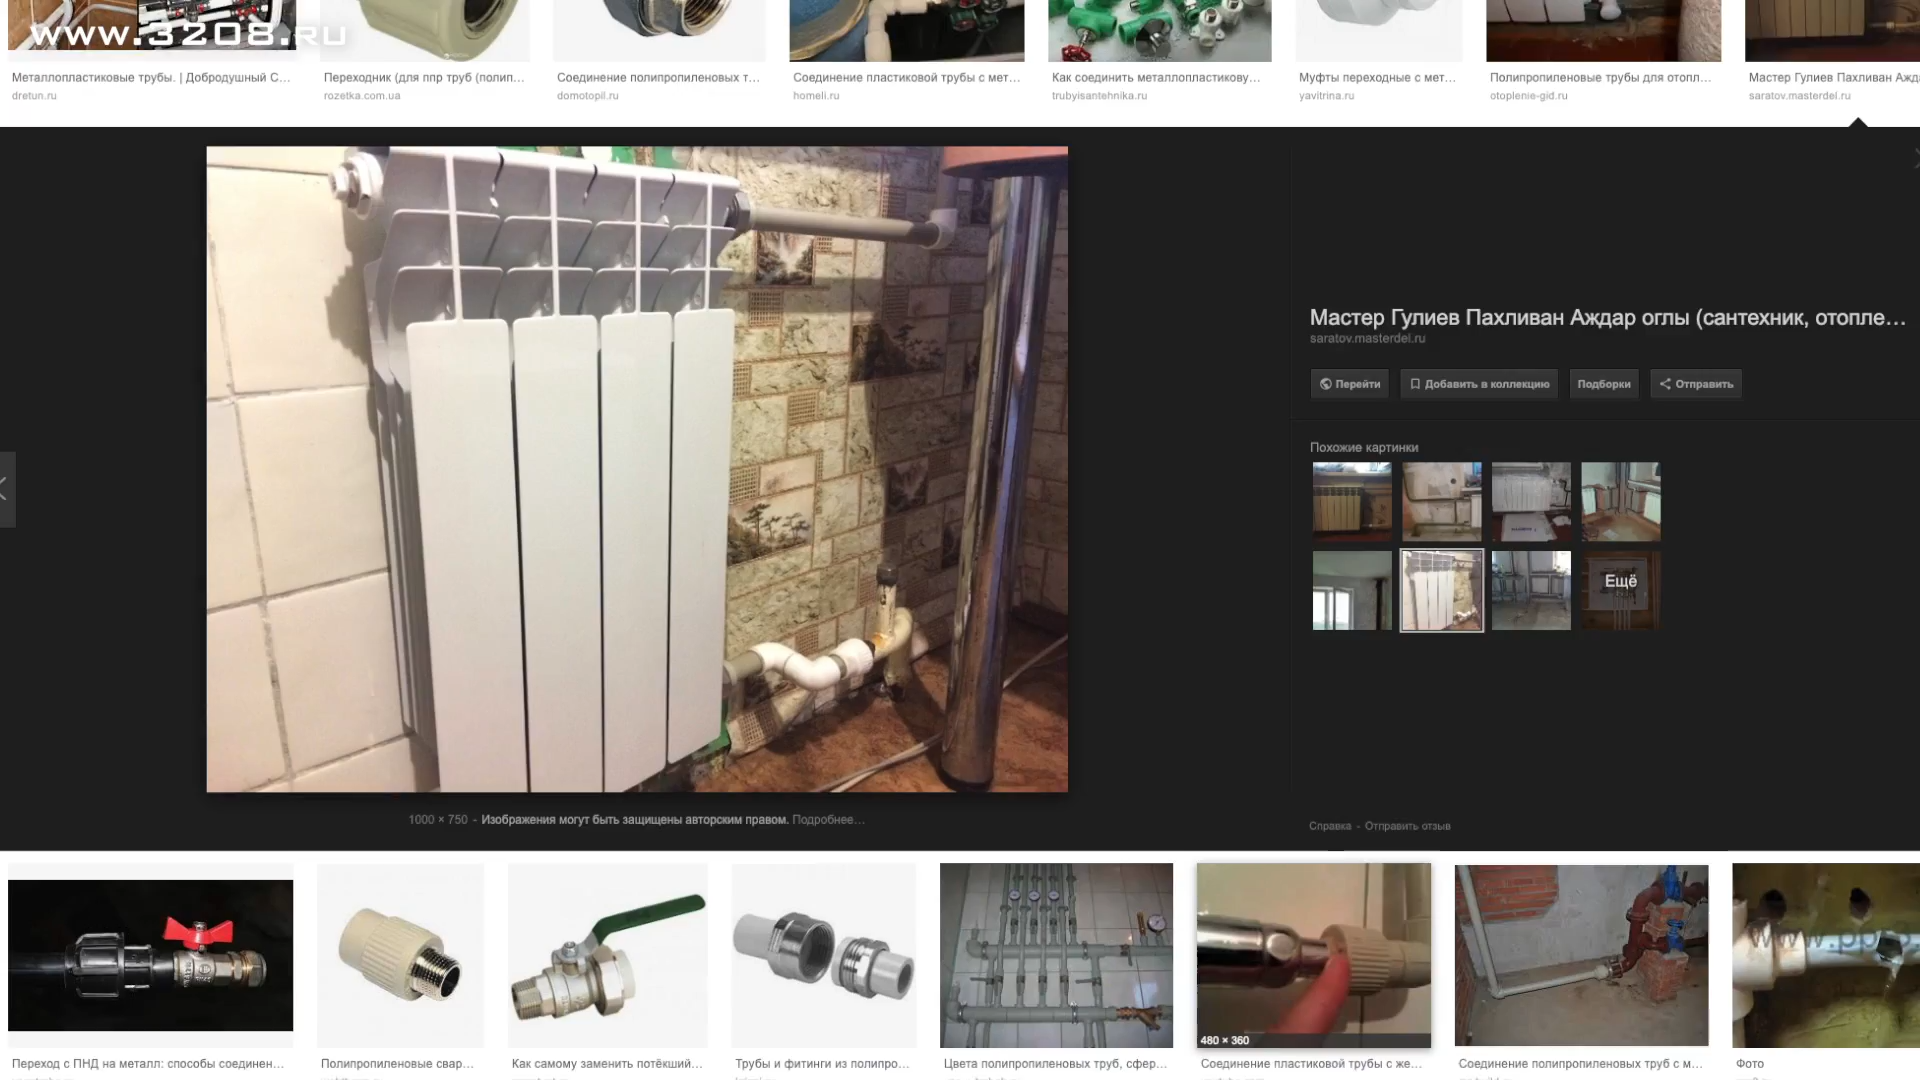 www.3208.ru
Металлопластиковые трубы. | Добродушный С...
dretun.ru
Переходник (для ппр труб (полип...
rozetka.com.ua
Соединение полипропиленовых т...
domotopil.ru
Соединение пластиковой трубы с мет...
homeli.ru
Как соединить металлопластикову...
trubyisantehnika.ru
Муфты переходные с мет...
yavitrina.ru
Полипропиленовые трубы для отопл...
otoplenie-gid.ru
Мастер Гулиев Пахливан Ажд
saratov.masterdel.ru
Мастер Гулиев Пахливан Аждар оглы (сантехник, отопле...
saratov.masterdel.ru
Перейти
Добавить в коллекцию
Подборки
Отправить
Похожие картинки
Ещё
1000 × 750 - Изображения могут быть защищены авторским правом. Подробнее...
Справка - Отправить отзыв
480 × 360
Переход с ПНД на металл: способы соединен...
Полипропиленовые свар...
Как самому заменить потёкший...
Трубы и фитинги из полипро...
Цвета полипропиленовых труб, сфер...
Соединение пластиковой трубы с же...
Соединение полипропиленовых труб с м...
Фото